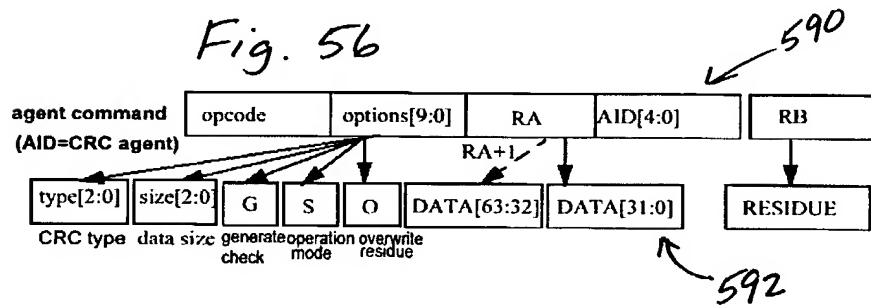 Fig. 56
590
agent command
(AID=CRC agent)
opcode
options[9:0]
RA
AID[4:0]
RB
RA+1
type[2:0]
size[2:0]
G
S
O
DATA[63:32]
DATA[31:0]
RESIDUE
CRC type
data size
generate
check
operation
mode
overwrite
residue
592